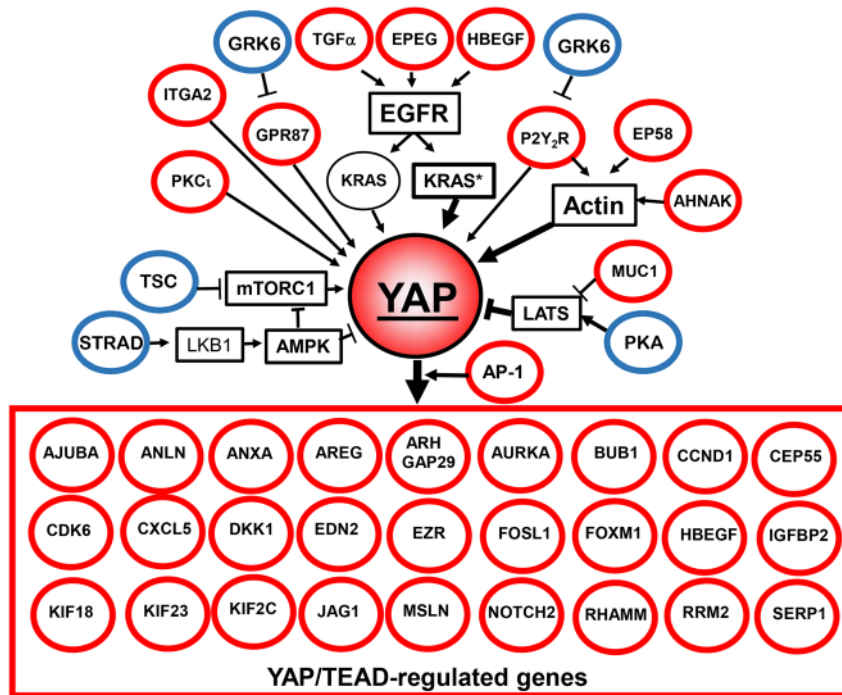 GRK6
TGFα
EPEG
HBEGF
GRK6
ITGA2
GPR87
EGFR
P2Y₂R
EP58
PKCι
KRAS
KRAS*
Actin
AHNAK
TSC
mTORC1
YAP
MUC1
LATS
STRAD
LKB1
AMPK
PKA
AP-1
AJUBA
ANLN
ANXA
AREG
ARH
GAP29
AURKA
BUB1
CCND1
CEP55
CDK6
CXCL5
DKK1
EDN2
EZR
FOSL1
FOXM1
HBEGF
IGFBP2
KIF18
KIF23
KIF2C
JAG1
MSLN
NOTCH2
RHAMM
RRM2
SERP1
YAP/TEAD-regulated genes